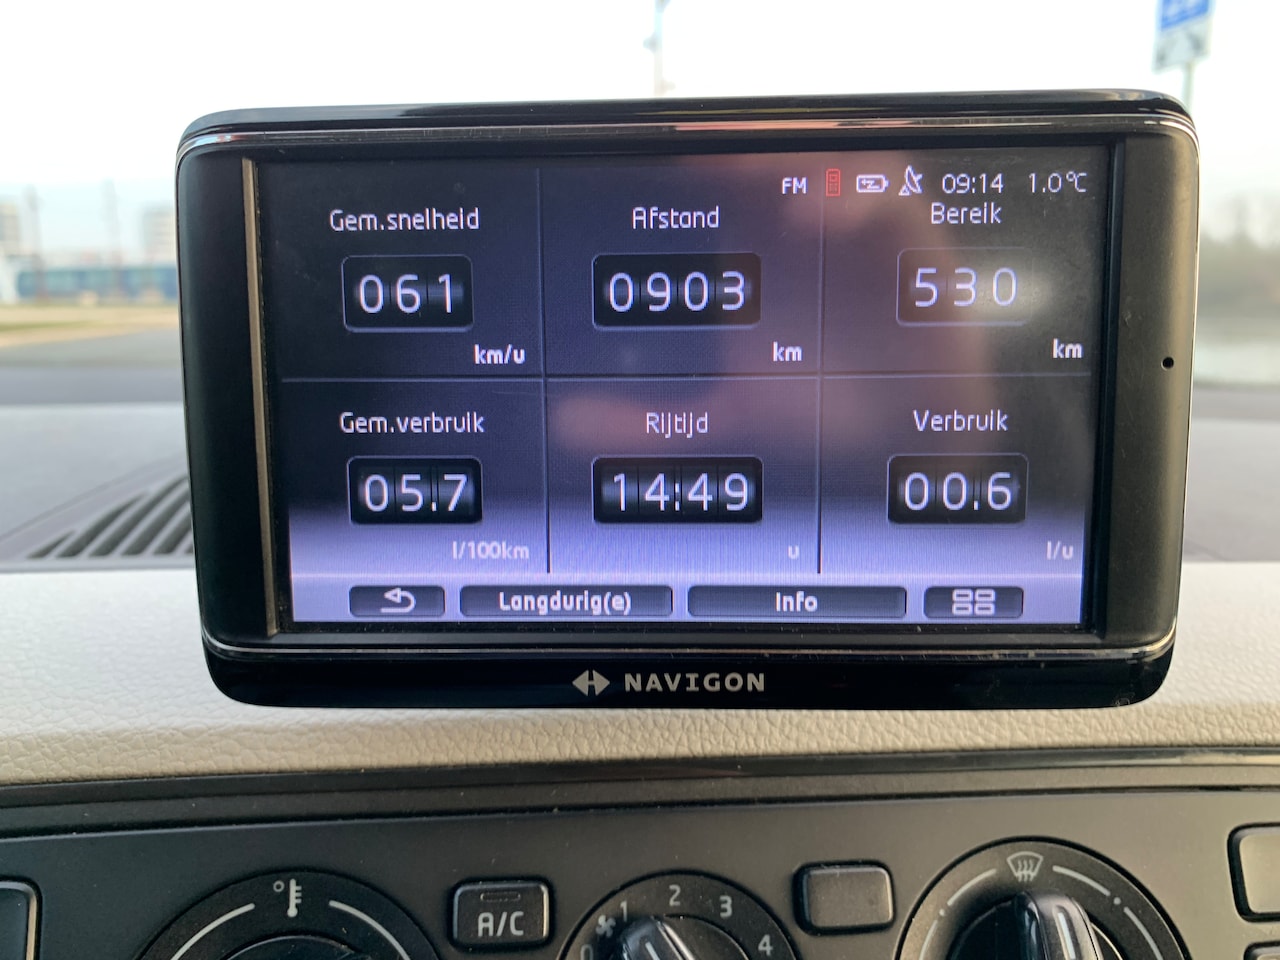 FM 09:14 1.0°C
Gem.snelheid Afstand Bereik
061 0903 530
km/u km km
Gem.verbruik Rijtijd Verbruik
05.7 14:49 00.6
l/100km u l/u
Langdurig(e) Info
NAVIGON
A/C
0 1 2 3 4